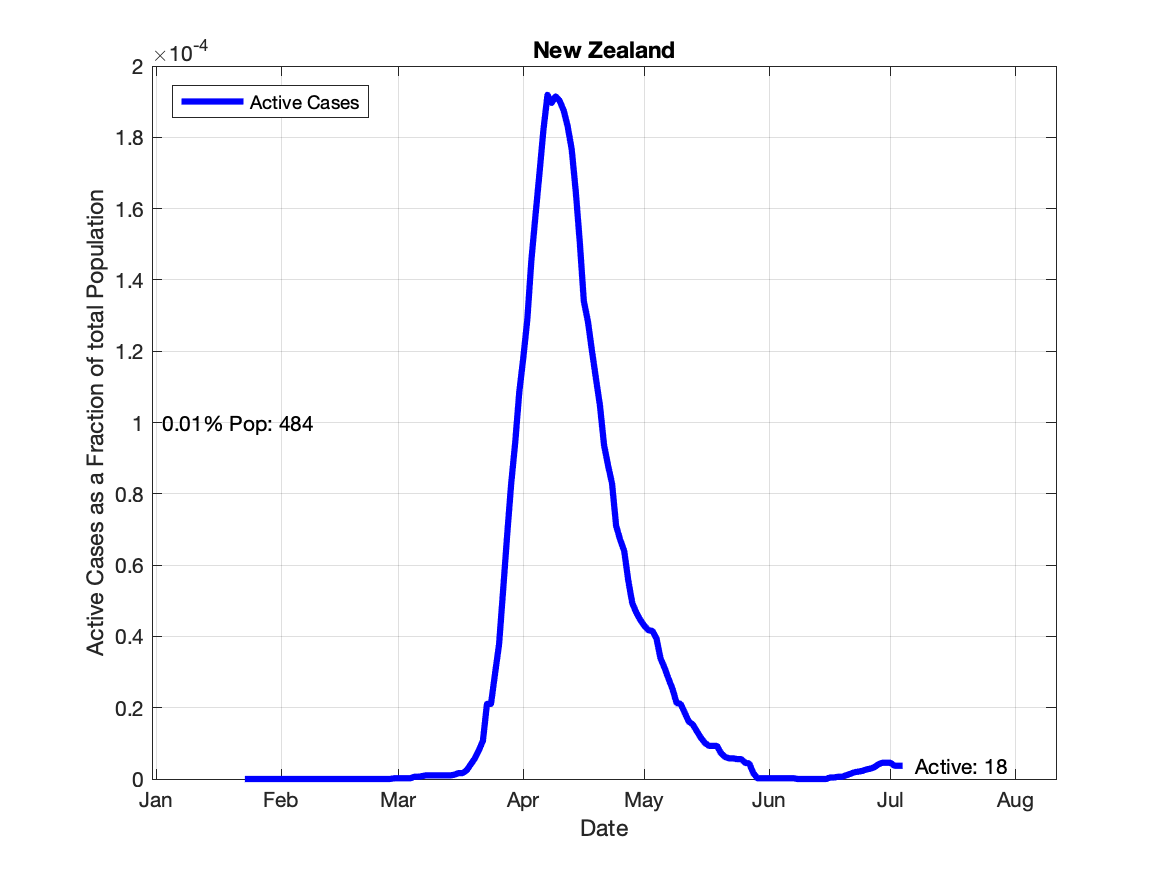 New Zealand
×10-4
Active Cases
Active Cases as a Fraction of total Population
2
1.8
1.6
1.4
1.2
1
0.8
0.6
0.4
0.2
0
0.01% Pop: 484
Active: 18
Jan Feb Mar Apr May Jun Jul Aug
Date